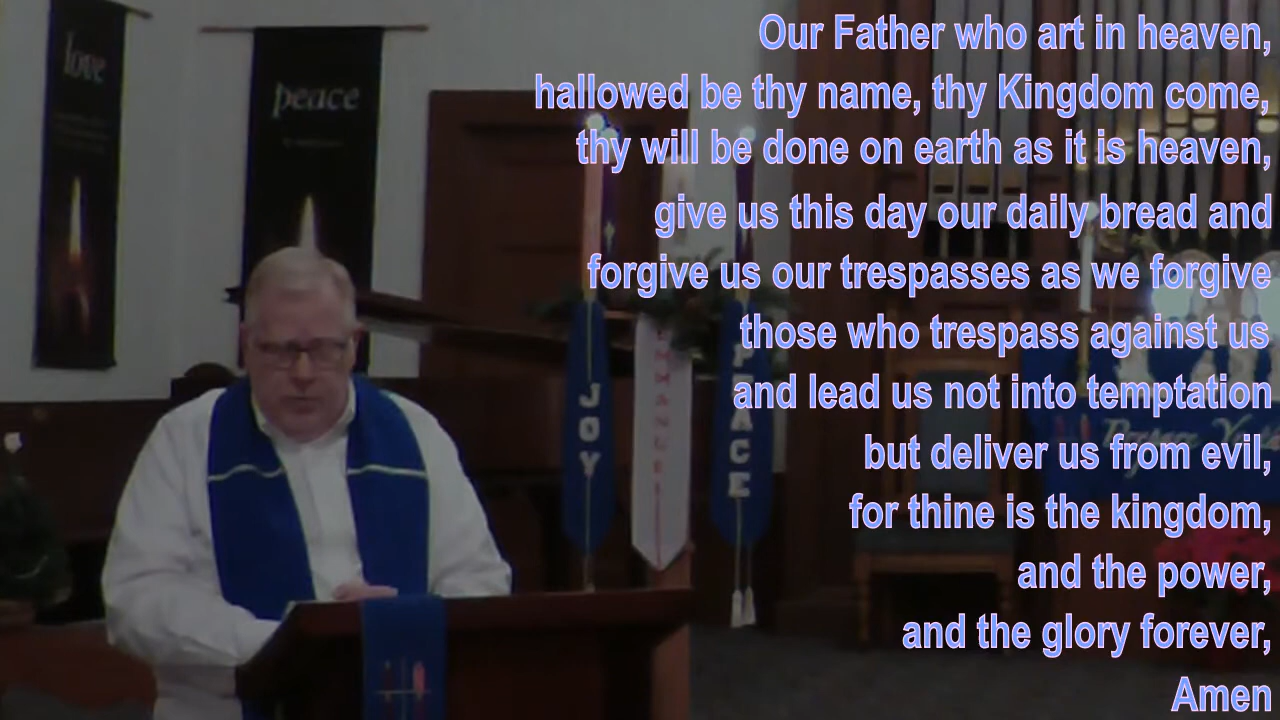 Our Father who art in heaven,
hallowed be thy name, thy Kingdom come,
thy will be done on earth as it is heaven,
give us this day our daily bread and
forgive us our trespasses as we forgive
those who trespass against us
and lead us not into temptation
but deliver us from evil,
for thine is the kingdom,
and the power,
and the glory forever,
Amen
love
peace
JOY
EMMANUEL
PEACE
Peace